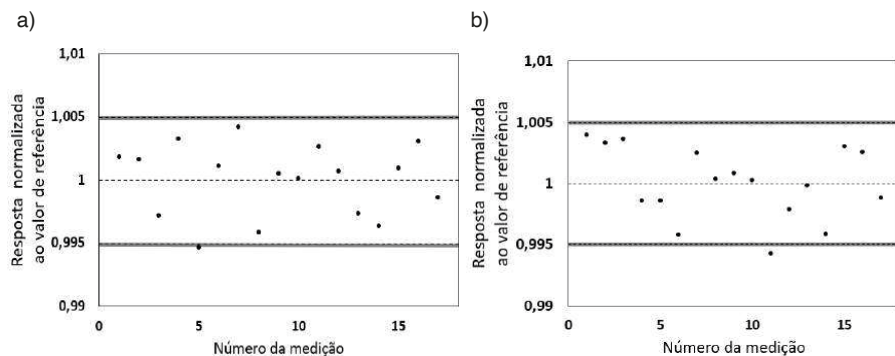 a)
Resposta normalizada
ao valor de referência
1,01
1,005
1
0,995
0,99
0
5
10
15
Número da medição
b)
Resposta normalizada
ao valor de referência
1,01
1,005
1
0,995
0,99
0
5
10
15
Número da medição